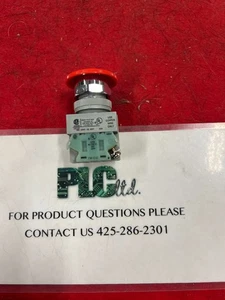 PLC ltd.
FOR PRODUCT QUESTIONS PLEASE
CONTACT US 425-286-2301